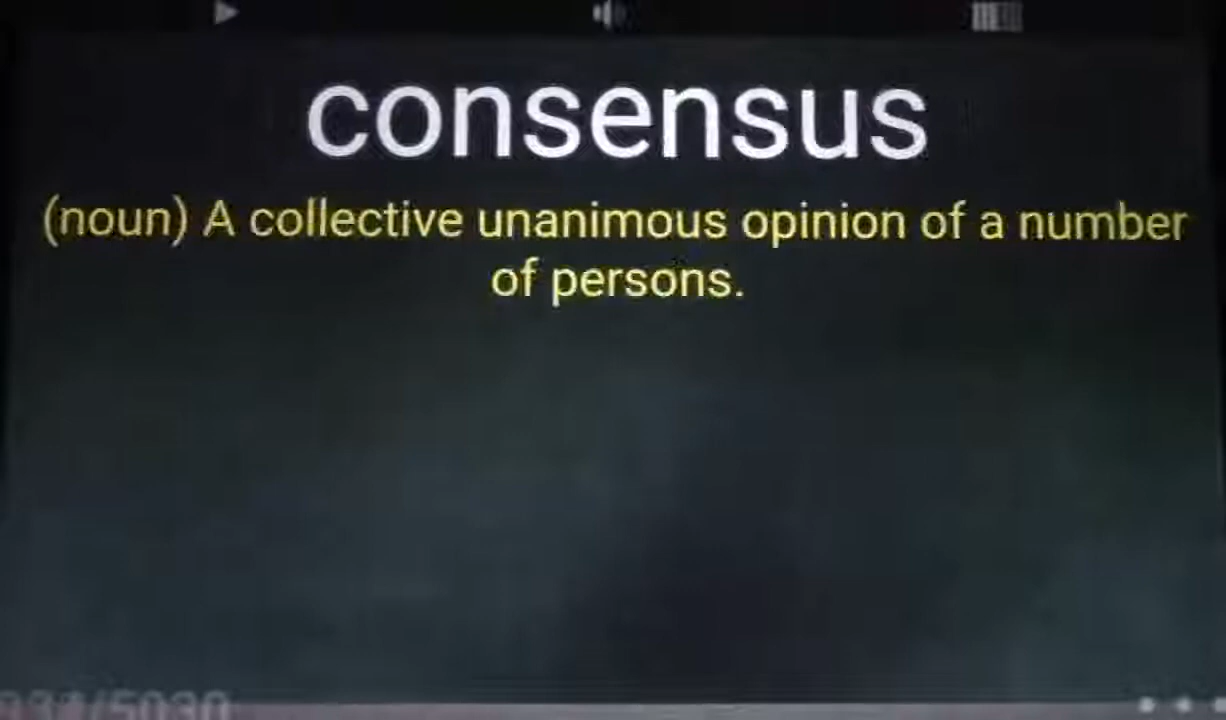 consensus
(noun) A collective unanimous opinion of a number
of persons.